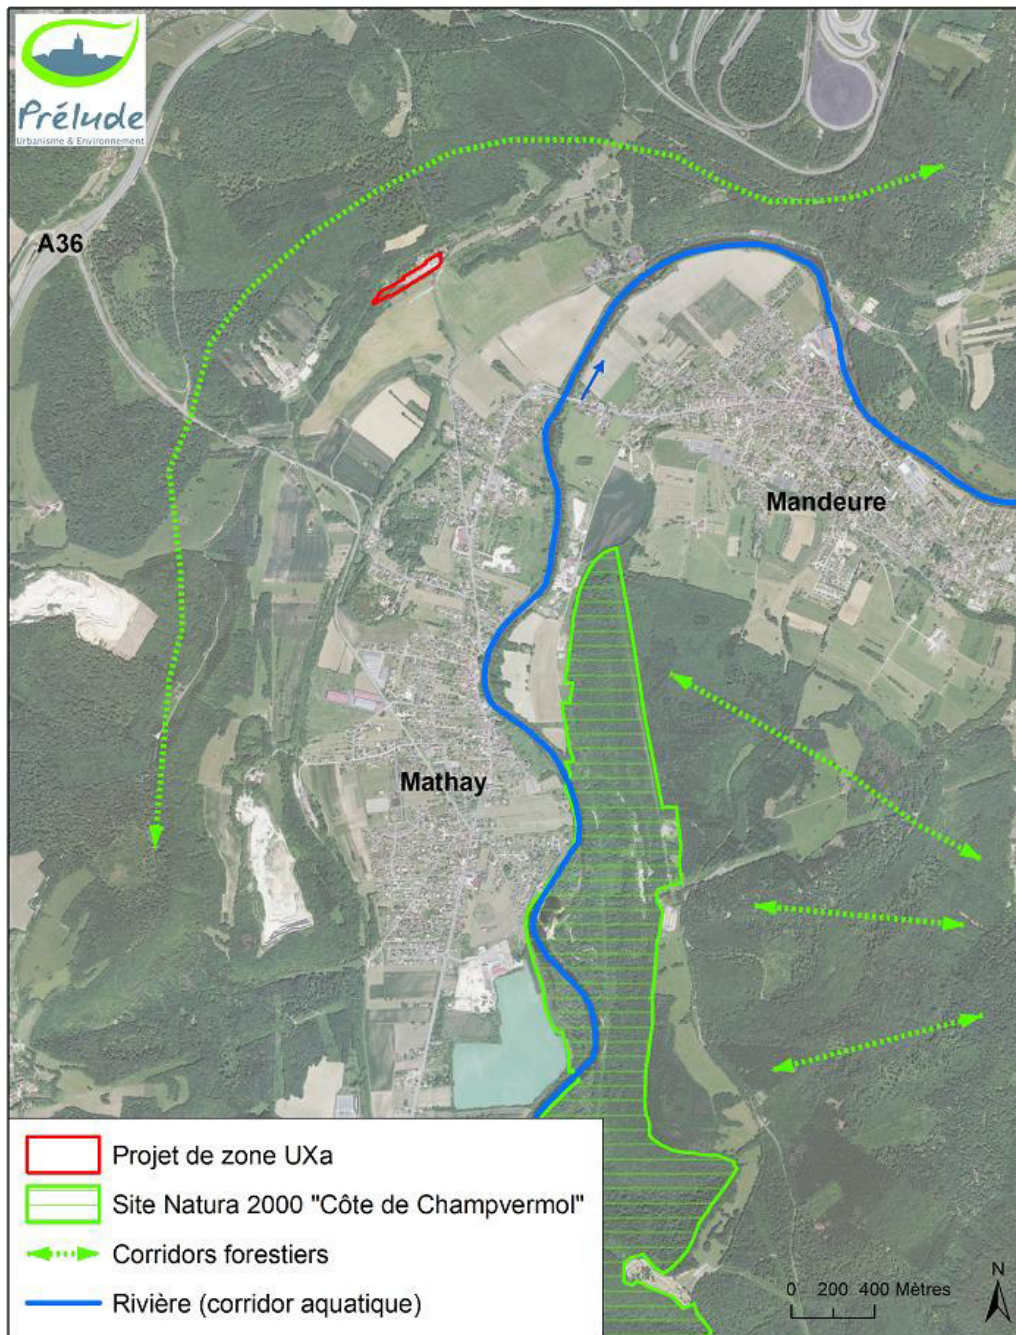 Prélude
Urbanisme & Environnement
A36
Mandeure
Mathay
Projet de zone UXa
Site Natura 2000 "Côte de Champvermol"
Corridors forestiers
Rivière (corridor aquatique)
0 200 400 Mètres
N